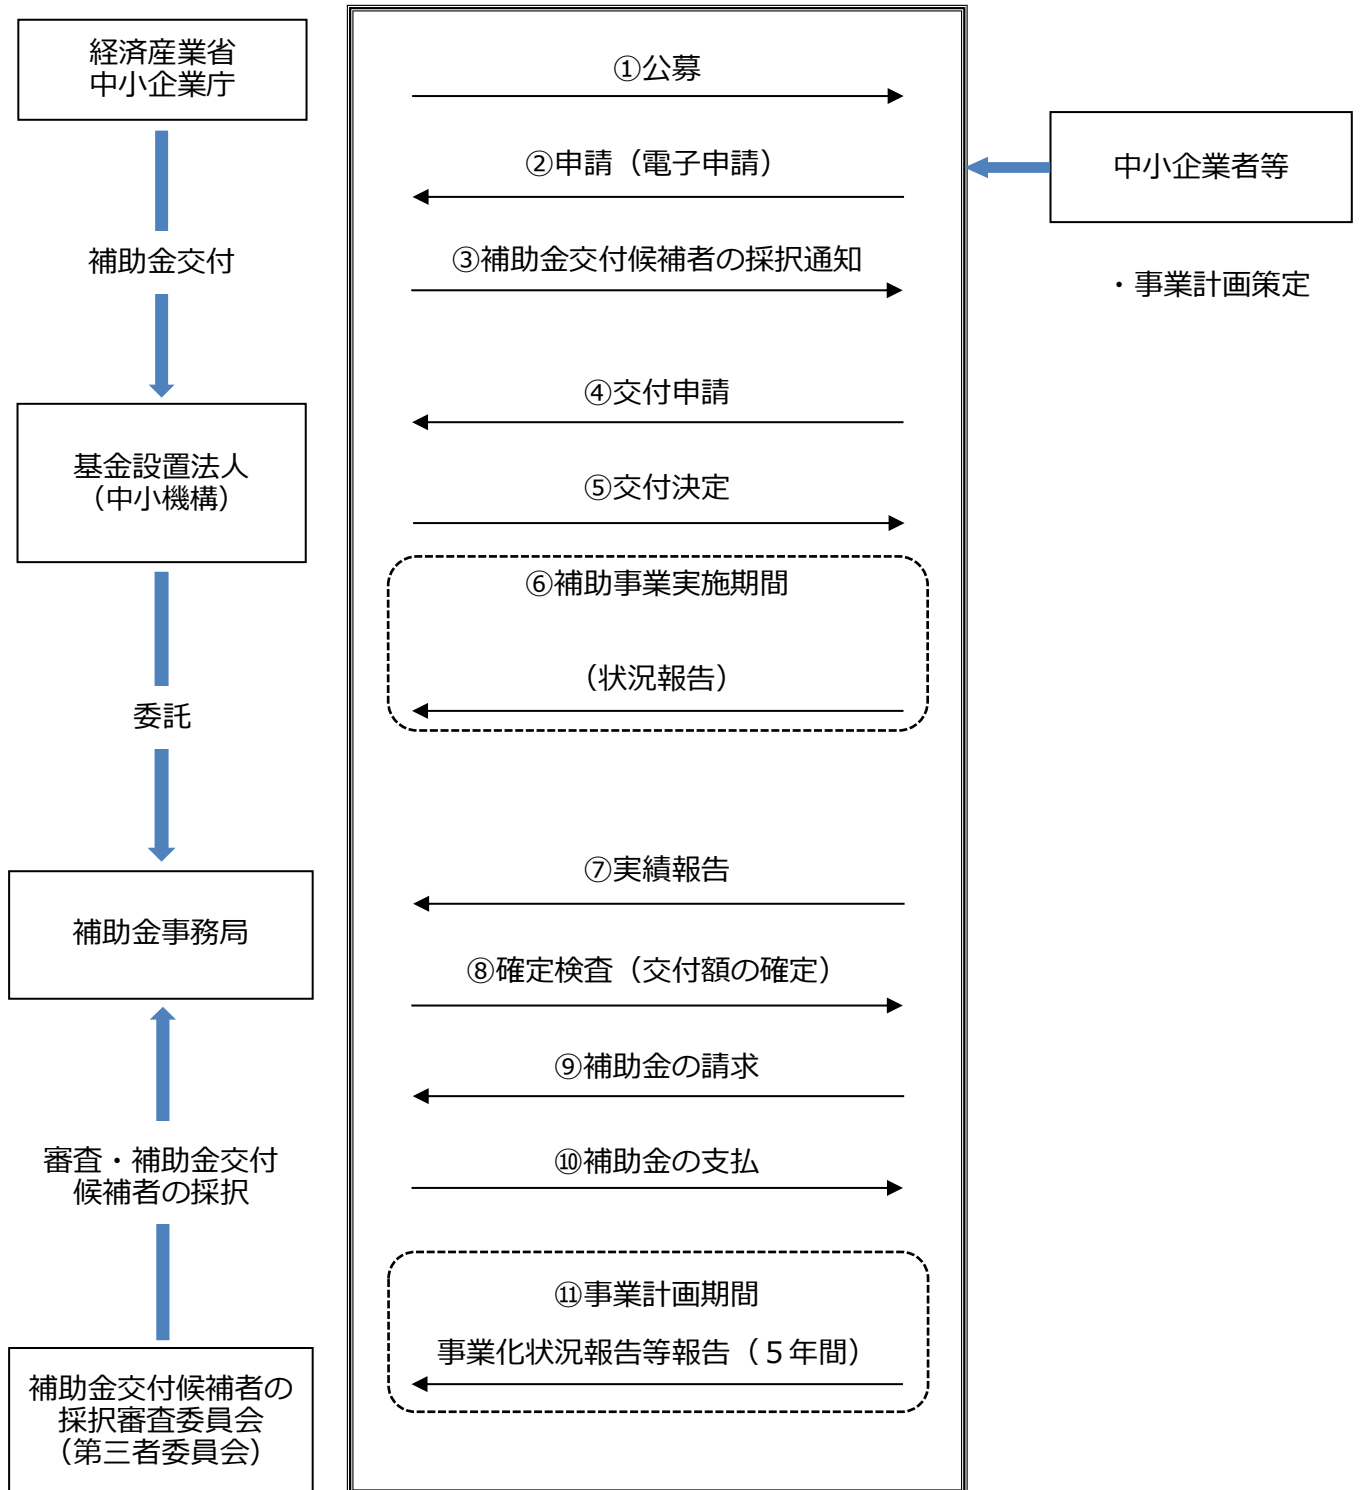 経済産業省
中小企業庁
補助金交付
基金設置法人
（中小機構）
委託
補助金事務局
審査・補助金交付
候補者の採択
補助金交付候補者の
採択審査委員会
（第三者委員会）
①公募
②申請（電子申請）
③補助金交付候補者の採択通知
④交付申請
⑤交付決定
⑥補助事業実施期間
（状況報告）
⑦実績報告
⑧確定検査（交付額の確定）
⑨補助金の請求
⑩補助金の支払
⑪事業計画期間
事業化状況報告等報告（５年間）
中小企業者等
・事業計画策定